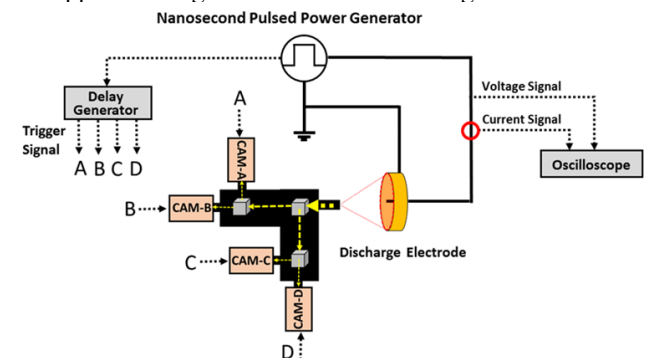 Nanosecond Pulsed Power Generator
Delay
Generator
Trigger
Signal
A B C D
A
CAM-A
B
CAM-B
C
CAM-C
CAM-D
D
Voltage Signal
Current Signal
Oscilloscope
Discharge Electrode